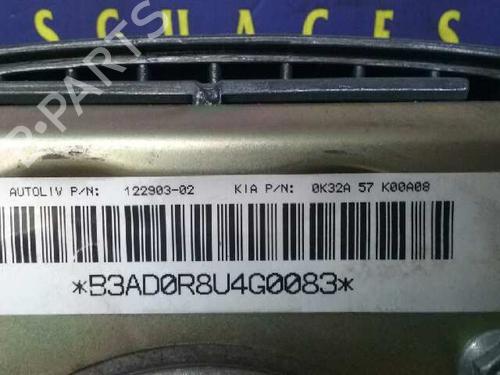 AUTOLIV P/N: 122903-02 KIA P/N: 0K32A 57 K00A08
*B3AD0R8U4G0083*